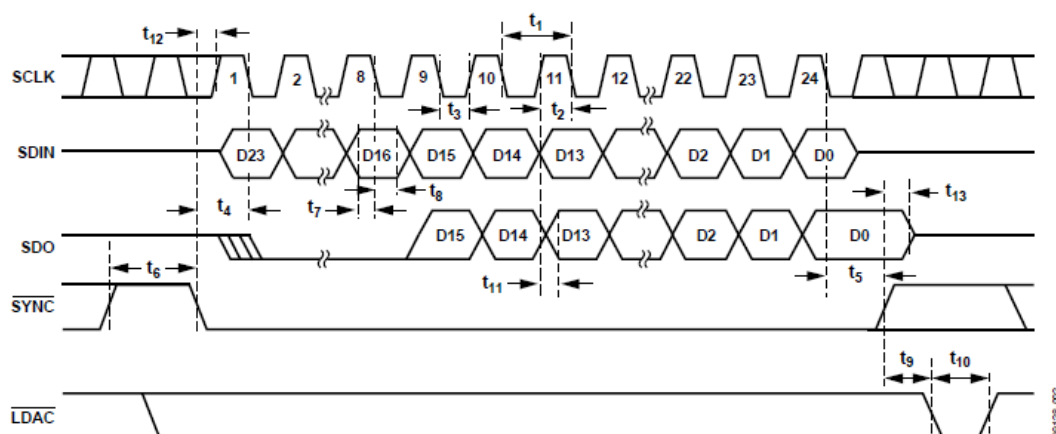 t12 t1
SCLK 1 2 8 9 10 11 12 22 23 24
t3 t2
SDIN D23 D16 D15 D14 D13 D2 D1 D0
t4 t7 t8 t13
SDO D15 D14 D13 D2 D1 D0
t6 t11 t5
SYNC
t9 t10
LDAC